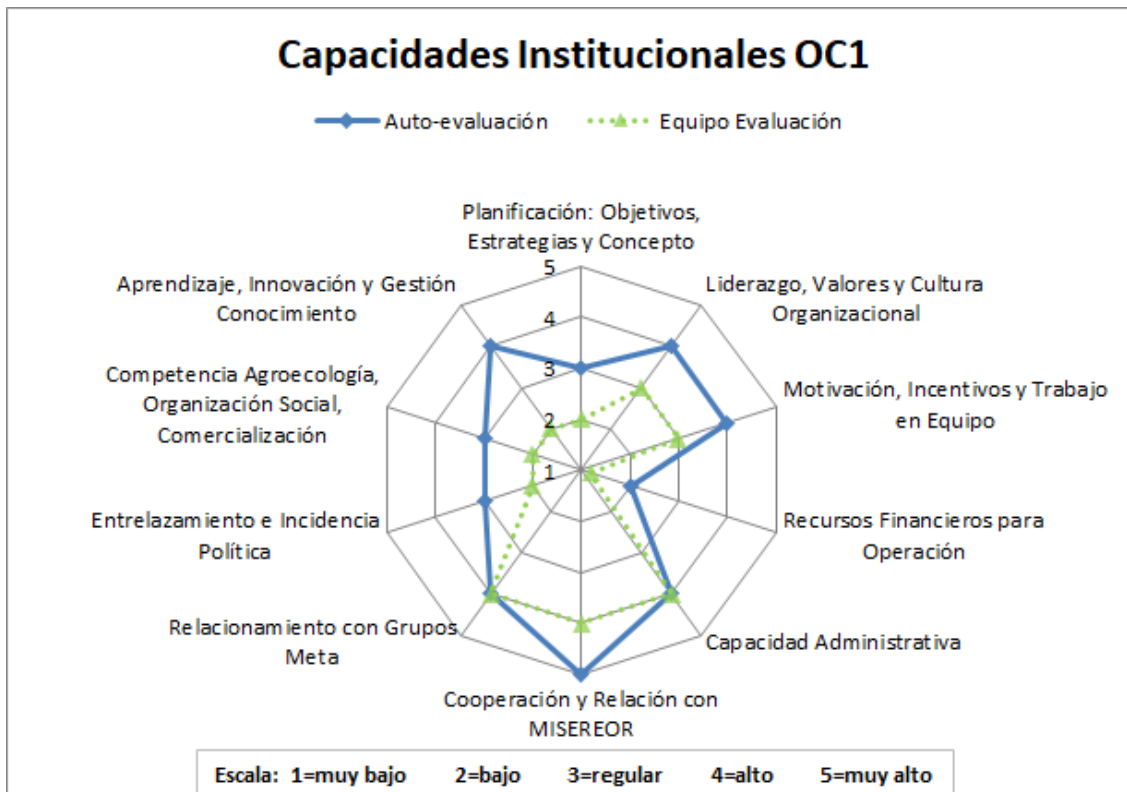 Capacidades Institucionales OC1
Auto-evaluación
Equipo Evaluación
Planificación: Objetivos,
Estrategias y Concepto
Liderazgo, Valores y Cultura
Organizacional
Motivación, Incentivos y Trabajo
en Equipo
Recursos Financieros para
Operación
Capacidad Administrativa
Cooperación y Relación con
MISEREOR
Relacionamiento con Grupos
Meta
Entrelazamiento e Incidencia
Política
Competencia Agroecología,
Organización Social,
Comercialización
Aprendizaje, Innovación y Gestión
Conocimiento
5
4
3
2
1
Escala: 1=muy bajo 2=bajo 3=regular 4=alto 5=muy alto